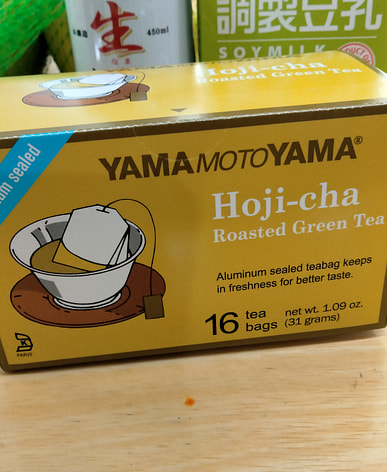 生
450ml
調製豆乳
SOYMILK
Hoji-cha
Roasted Green Tea
um sealed
YAMAMOTOYAMA®
Hoji-cha
Roasted Green Tea
Aluminum sealed teabag keeps
in freshness for better taste.
16 tea bags
net wt. 1.09 oz.
(31 grams)
K
PARVE